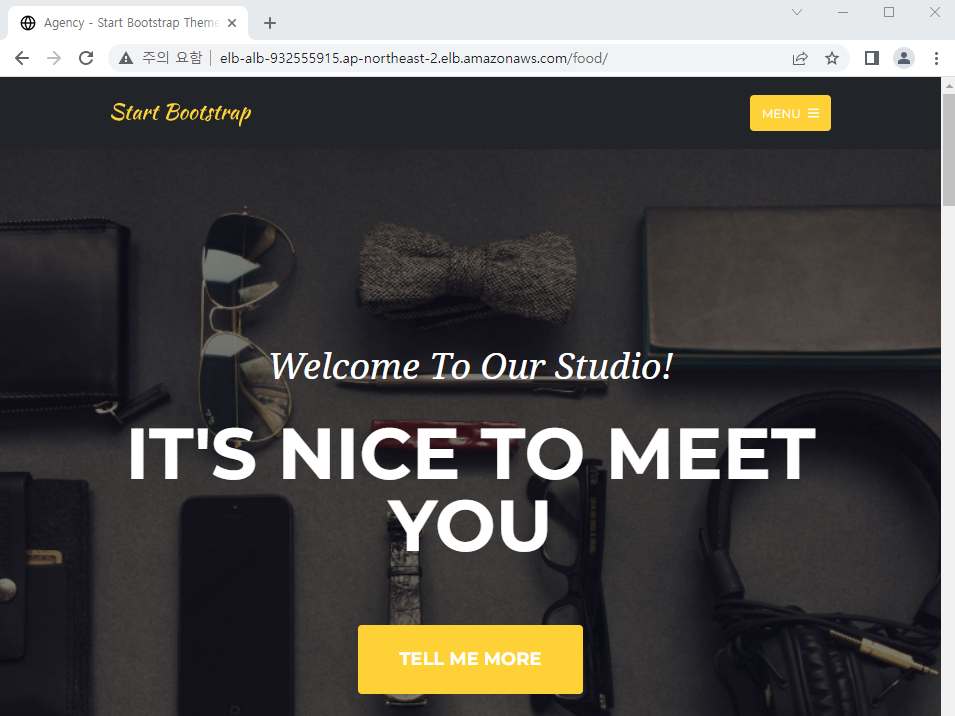 Agency - Start Bootstrap Theme
주의 요함 | elb-alb-932555915.ap-northeast-2.elb.amazonaws.com/food/
Start Bootstrap
MENU
Welcome To Our Studio!
IT'S NICE TO MEET
YOU
TELL ME MORE